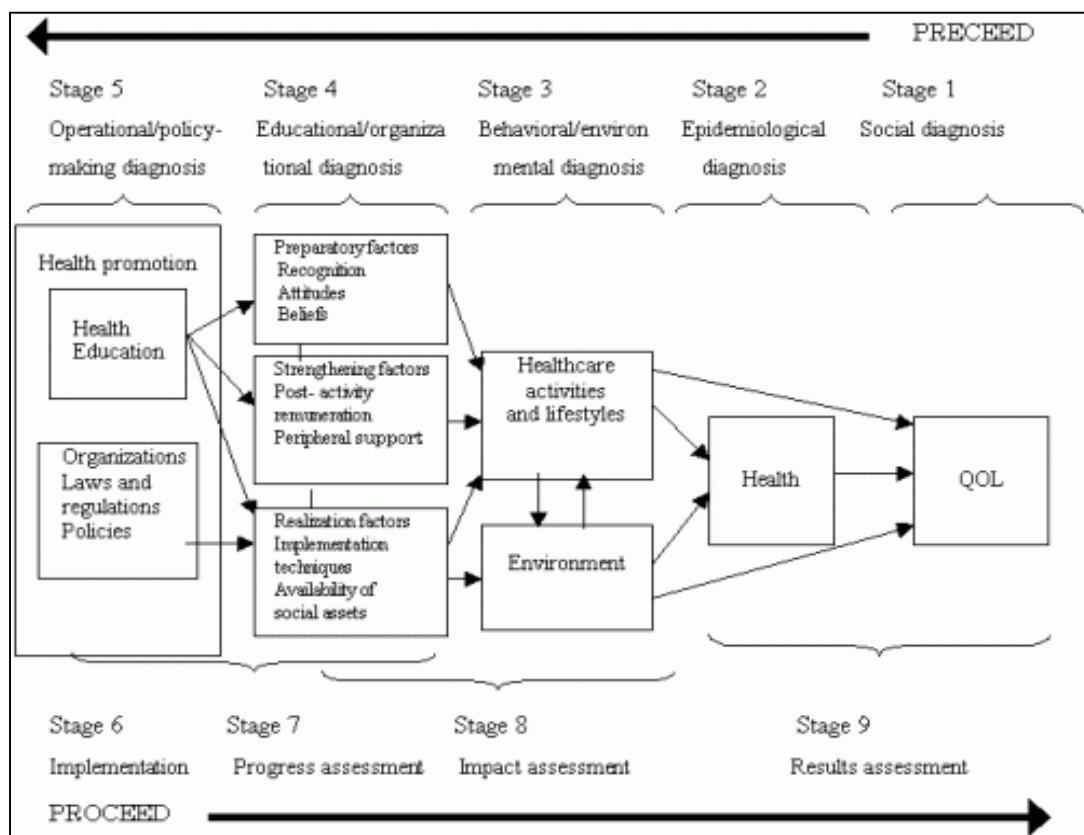 PRECEED
Stage 5
Operational/policy-
making diagnosis
Stage 4
Educational/organiza
tional diagnosis
Stage 3
Behavioral/environ
mental diagnosis
Stage 2
Epidemiological
diagnosis
Stage 1
Social diagnosis
Health promotion
Health
Education
Organizations
Laws and
regulations
Policies
Preparatory factors
Recognition
Attitudes
Beliefs
Strengthening factors
Post- activity
remuneration
Peripheral support
Realization factors
Implementation
techniques
Availability of
social assets
Healthcare
activities
and lifestyles
Environment
Health
QOL
Stage 6
Implementation
Stage 7
Progress assessment
Stage 8
Impact assessment
Stage 9
Results assessment
PROCEED